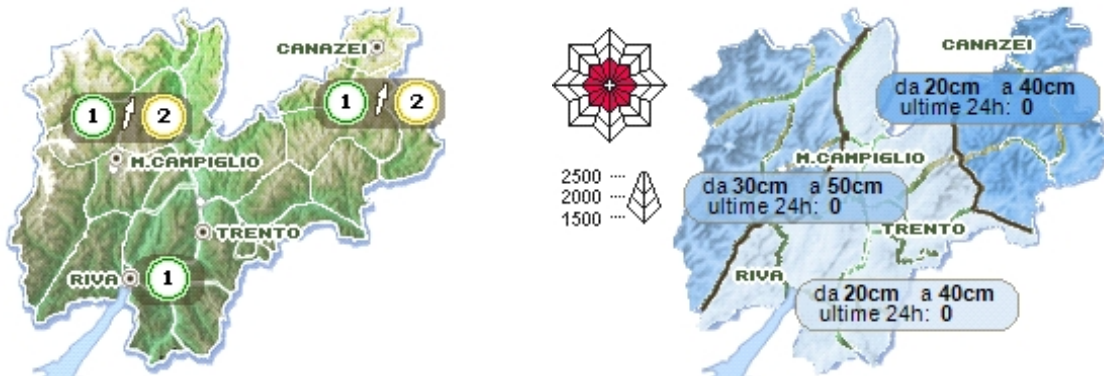 CANAZEI
1 2
1 2
M.CAMPIGLIO
TRENTO
RIVA
1
2500
2000
1500
CANAZEI
da 20cm a 40cm
ultime 24h: 0
M.CAMPIGLIO
da 30cm a 50cm
ultime 24h: 0
TRENTO
RIVA
da 20cm a 40cm
ultime 24h: 0